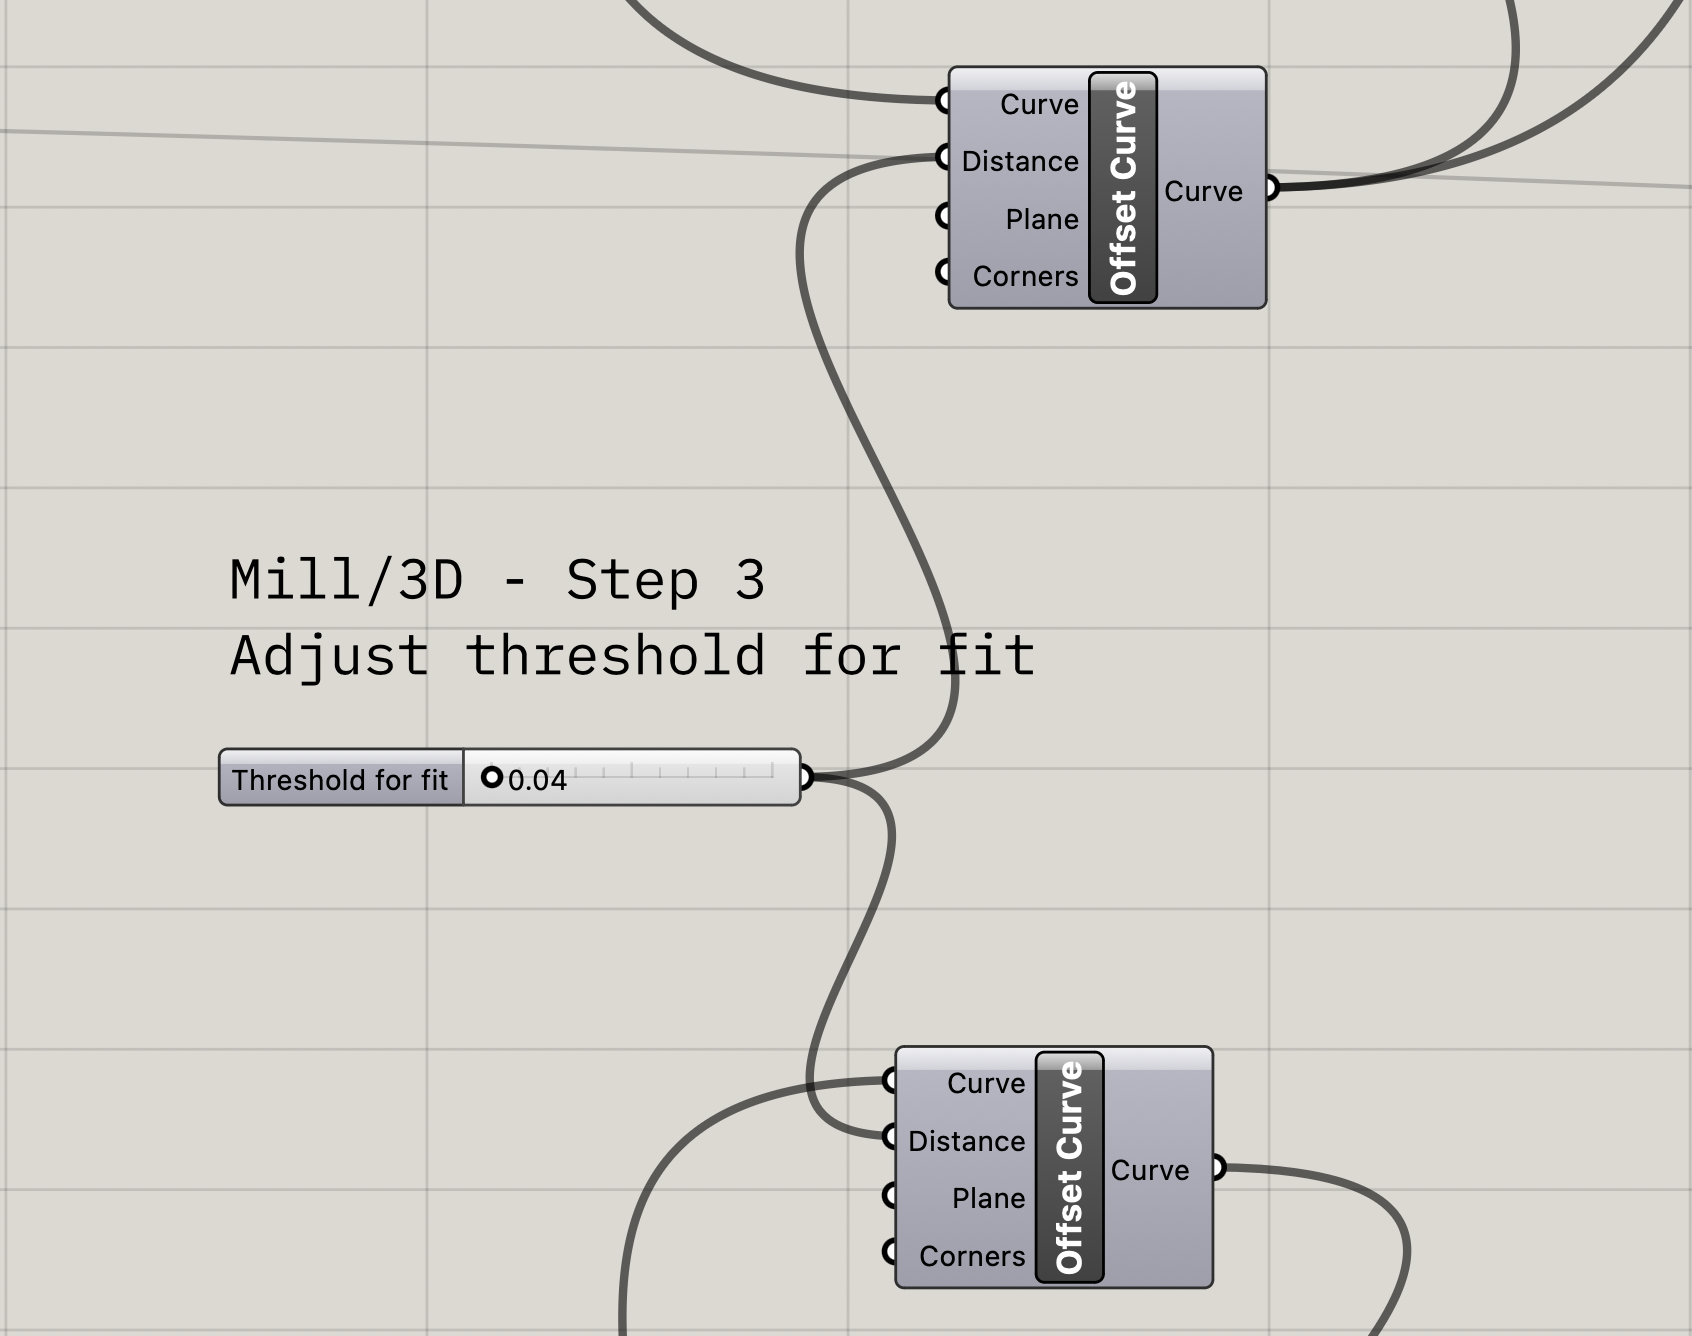 Curve
Distance
Plane
Corners
Offset Curve
Curve
Mill/3D - Step 3
Adjust threshold for fit
Threshold for fit
0.04
Curve
Distance
Plane
Corners
Offset Curve
Curve